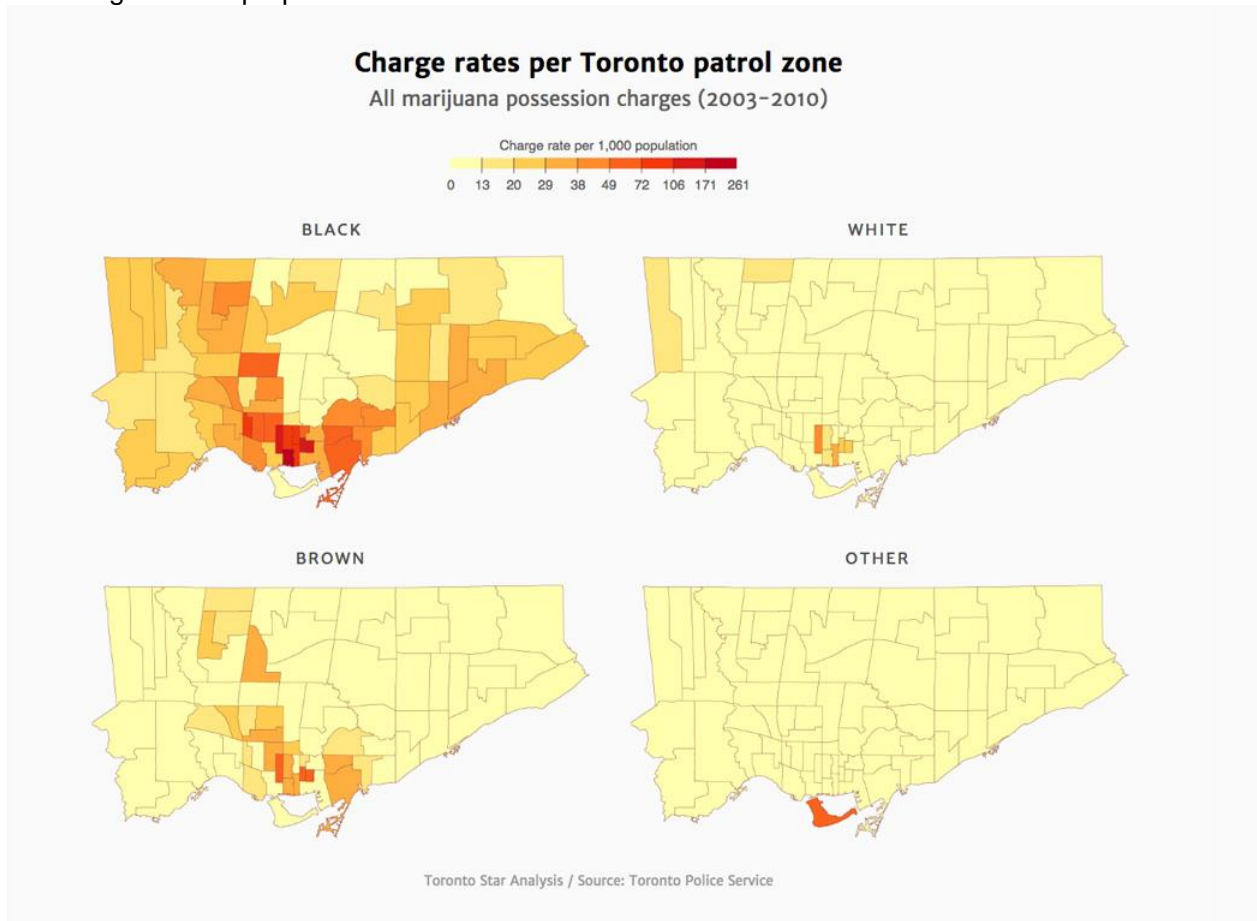 Charge rates per Toronto patrol zone
All marijuana possession charges (2003–2010)
Charge rate per 1,000 population
0 13 20 29 38 49 72 106 171 261
BLACK
WHITE
BROWN
OTHER
Toronto Star Analysis / Source: Toronto Police Service